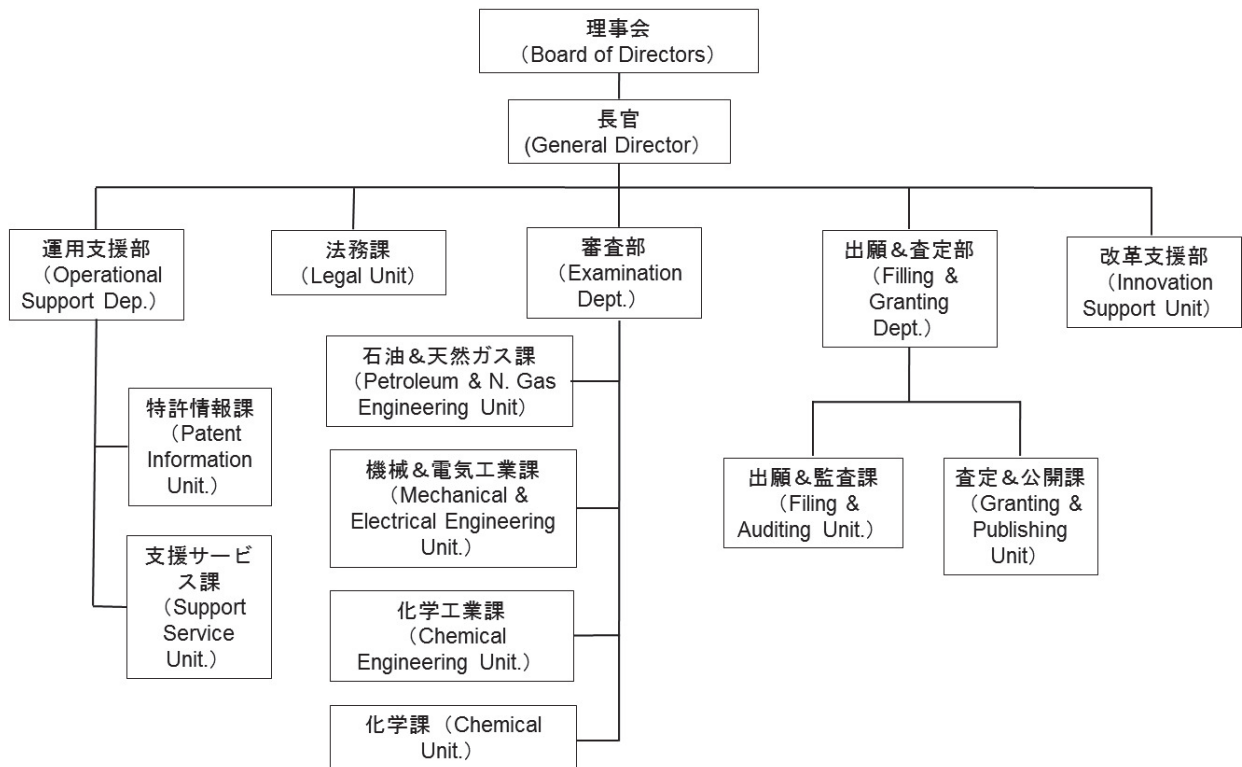 理事会
（Board of Directors）
長官
(General Director）
運用支援部
（Operational
Support Dep.）
法務課
（Legal Unit）
審査部
（Examination
Dept.）
出願＆査定部
（Filling &
Granting
Dept.）
改革支援部
（Innovation
Support Unit）
特許情報課
（Patent
Information
Unit.）
支援サービ
ス課
（Support
Service
Unit.）
石油＆天然ガス課
（Petroleum & N. Gas
Engineering Unit）
機械＆電気工業課
（Mechanical &
Electrical Engineering
Unit.）
化学工業課
（Chemical
Engineering Unit.）
化学課（Chemical
Unit.）
出願＆監査課
（Filing &
Auditing Unit.）
査定＆公開課
（Granting &
Publishing
Unit）